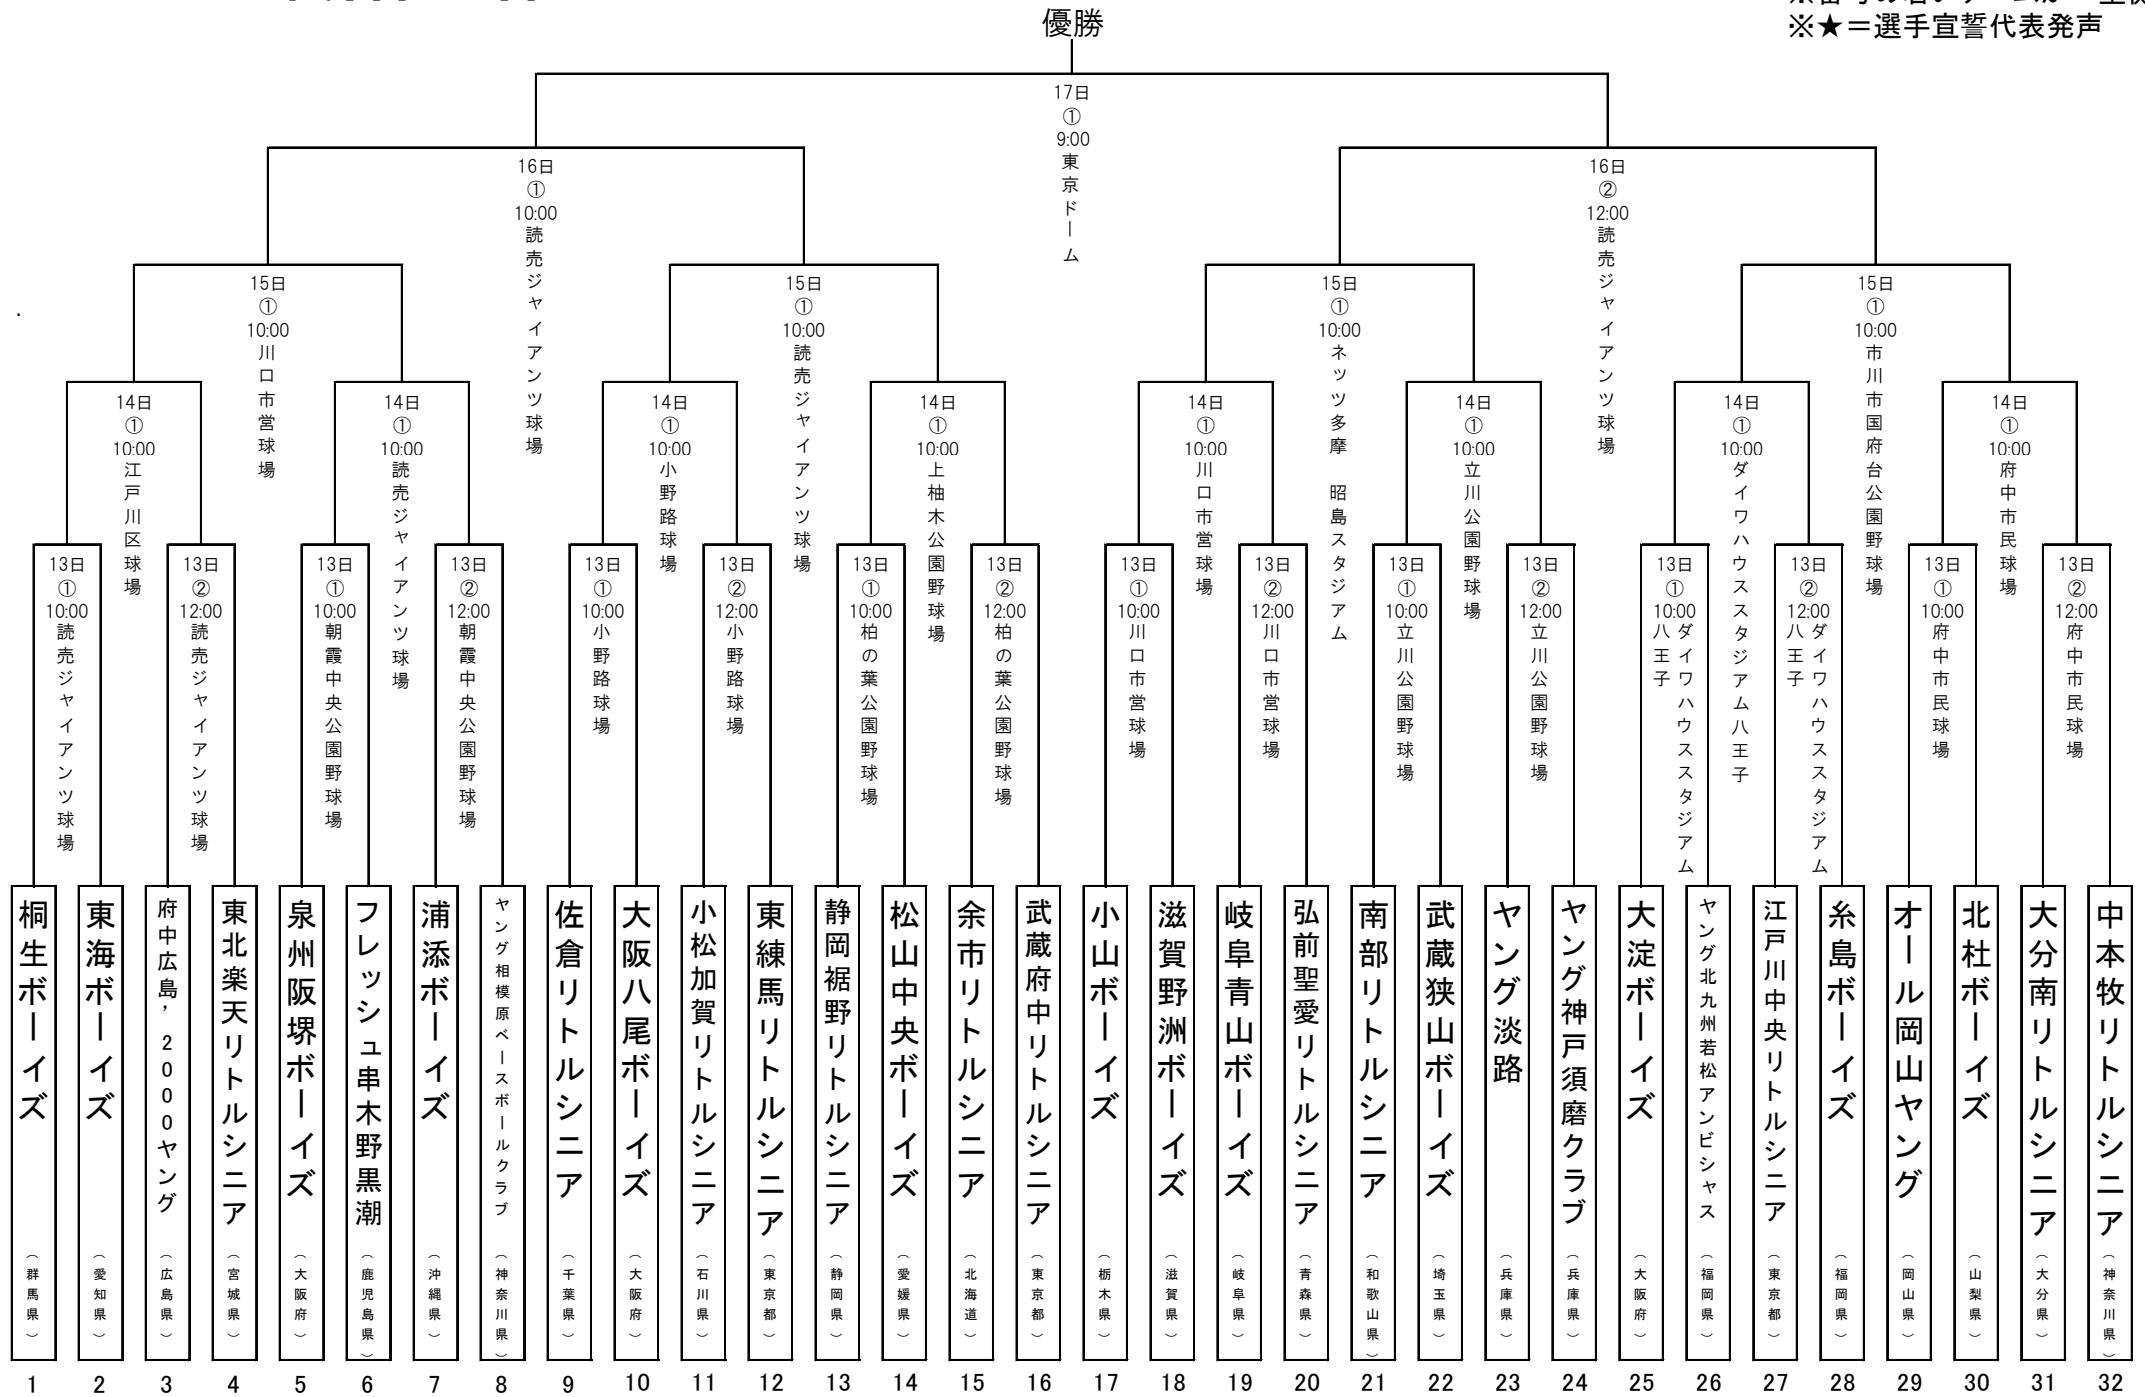 ※★＝選手宣誓代表発声
優勝
17日
①
9:00
東京ドーム
16日
①
10:00
読売ジャイアンツ球場
16日
②
12:00
読売ジャイアンツ球場
15日
①
10:00
川口市営球場
15日
①
10:00
読売ジャイアンツ球場
15日
①
10:00
ネッツ多摩　昭島スタジアム
15日
①
10:00
市川市国府台公園野球場
14日
①
10:00
江戸川区球場
14日
①
10:00
読売ジャイアンツ球場
14日
①
10:00
小野路球場
14日
①
10:00
上柚木公園野球場
14日
①
10:00
川口市営球場
14日
①
10:00
立川公園野球場
14日
①
10:00
ダイワハウススタジアム八王子
14日
①
10:00
府中市民球場
13日
①
10:00
読売ジャイアンツ球場
13日
②
12:00
読売ジャイアンツ球場
13日
①
10:00
朝霞中央公園野球場
13日
②
12:00
朝霞中央公園野球場
13日
①
10:00
小野路球場
13日
②
12:00
小野路球場
13日
①
10:00
柏の葉公園野球場
13日
②
12:00
柏の葉公園野球場
13日
①
10:00
川口市営球場
13日
②
12:00
川口市営球場
13日
①
10:00
立川公園野球場
13日
②
12:00
立川公園野球場
13日
①
10:00
ダイワハウススタジアム
八王子
13日
②
12:00
ダイワハウススタジアム
八王子
13日
①
10:00
府中市民球場
13日
②
12:00
府中市民球場
桐生ボーイズ（群馬県）
1
東海ボーイズ（愛知県）
2
府中広島’2000ヤング（広島県）
3
東北楽天リトルシニア（宮城県）
4
泉州阪堺ボーイズ（大阪府）
5
フレッシュ串木野黒潮（鹿児島県）
6
浦添ボーイズ（沖縄県）
7
ヤング相模原ベースボールクラブ（神奈川県）
8
佐倉リトルシニア（千葉県）
9
大阪八尾ボーイズ（大阪府）
10
小松加賀リトルシニア（石川県）
11
東練馬リトルシニア（東京都）
12
静岡裾野リトルシニア（静岡県）
13
松山中央ボーイズ（愛媛県）
14
余市リトルシニア（北海道）
15
武蔵府中リトルシニア（東京都）
16
小山ボーイズ（栃木県）
17
滋賀野洲ボーイズ（滋賀県）
18
岐阜青山ボーイズ（岐阜県）
19
弘前聖愛リトルシニア（青森県）
20
南部リトルシニア（和歌山県）
21
武蔵狭山ボーイズ（埼玉県）
22
ヤング淡路（兵庫県）
23
ヤング神戸須磨クラブ（兵庫県）
24
大淀ボーイズ（大阪府）
25
ヤング北九州若松アンビシャス（福岡県）
26
江戸川中央リトルシニア（東京都）
27
糸島ボーイズ（福岡県）
28
オール岡山ヤング（岡山県）
29
北杜ボーイズ（山梨県）
30
大分南リトルシニア（大分県）
31
中本牧リトルシニア（神奈川県）
32